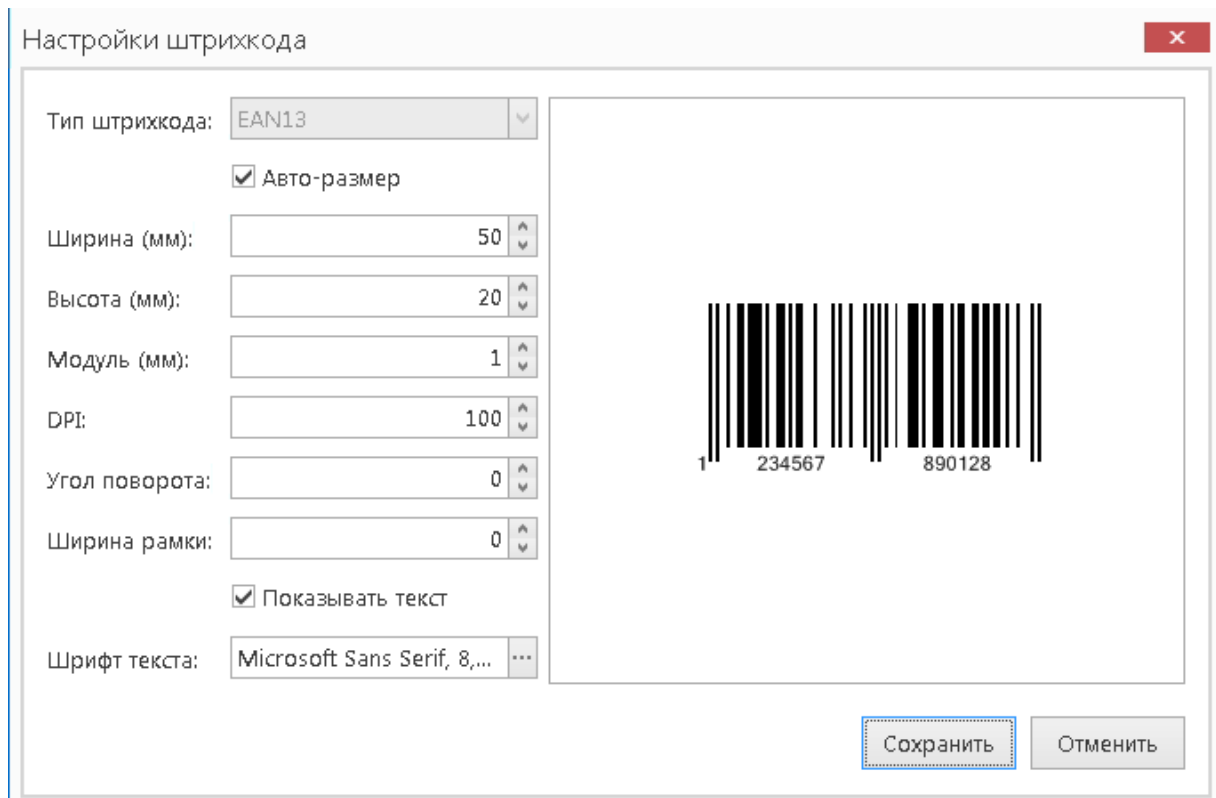 Настройки штрихкода
Тип штрихкода: EAN13
Авто-размер
Ширина (мм): 50
Высота (мм): 20
Модуль (мм): 1
DPI: 100
Угол поворота: 0
Ширина рамки: 0
Показывать текст
Шрифт текста: Microsoft Sans Serif, 8,... ...
1 234567 890128
Сохранить Отменить